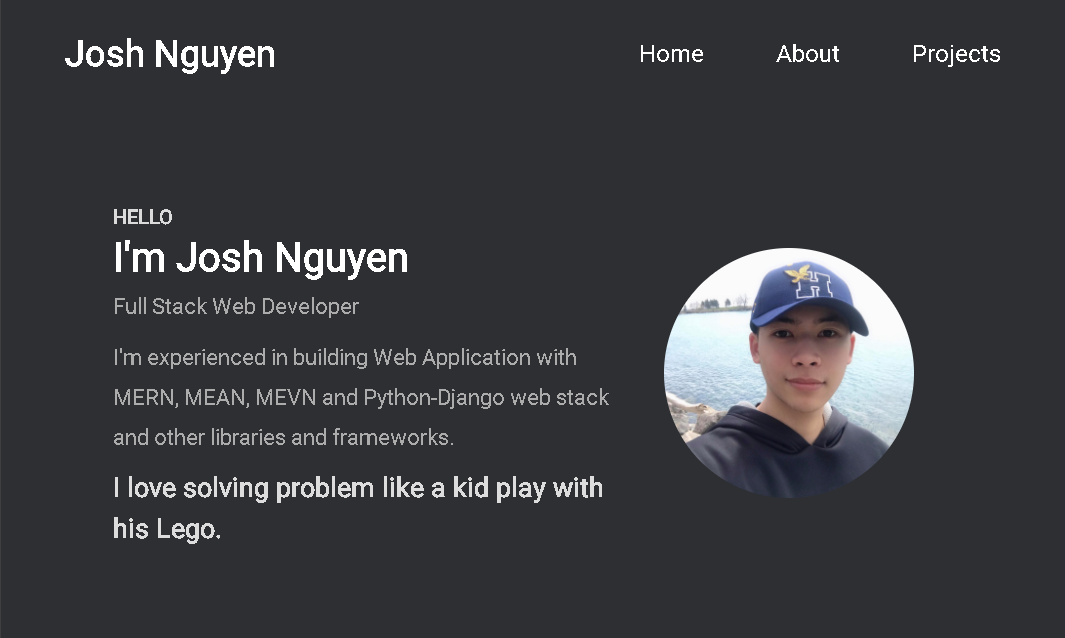 Josh Nguyen
Home
About
Projects
HELLO
I'm Josh Nguyen
Full Stack Web Developer
I'm experienced in building Web Application with
MERN, MEAN, MEVN and Python-Django web stack
and other libraries and frameworks.
I love solving problem like a kid play with
his Lego.
H